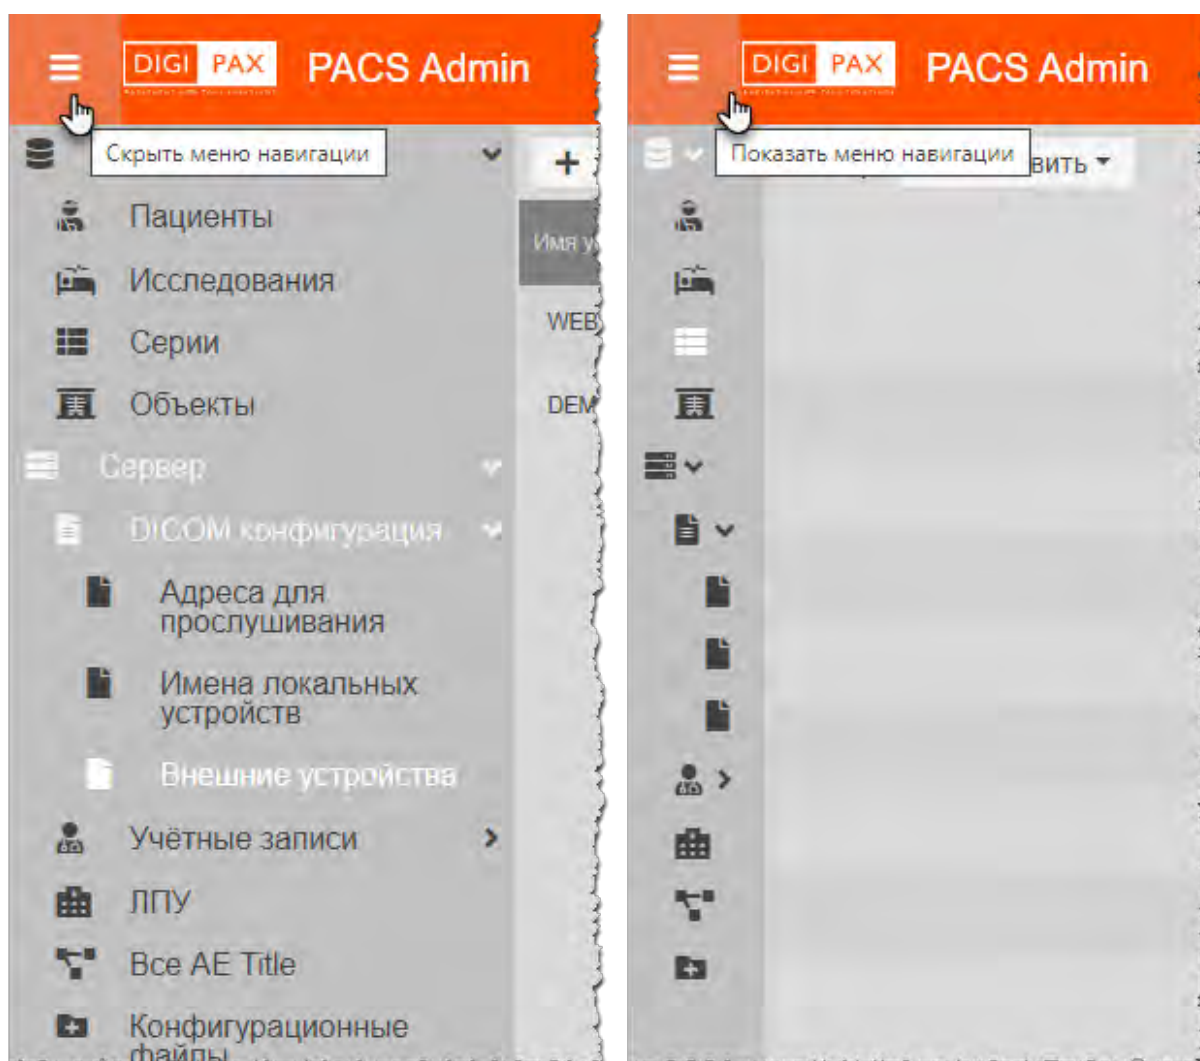 DIGI PAX PACS Admin
Скрыть меню навигации
Пациенты
Исследования
Серии
Объекты
Сервер
DICOM конфигурация
Адреса для
прослушивания
Имена локальных
устройств
Внешние устройства
Учётные записи
ЛПУ
Все AE Title
Конфигурационные
файлы
+
Имя у
WEB
DEM
DIGI PAX PACS Admin
Показать меню навигации
вить